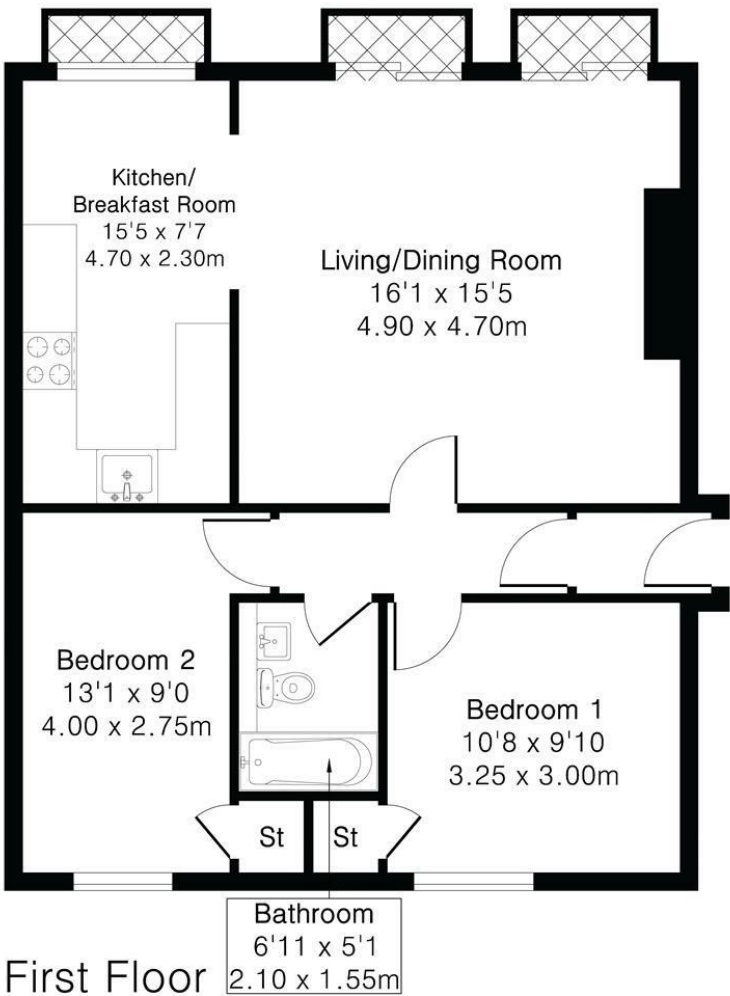 Kitchen/
Breakfast Room
15'5 x 7'7
4.70 x 2.30m
Living/Dining Room
16'1 x 15'5
4.90 x 4.70m
Bedroom 2
13'1 x 9'0
4.00 x 2.75m
Bedroom 1
10'8 x 9'10
3.25 x 3.00m
St
St
Bathroom
6'11 x 5'1
2.10 x 1.55m
First Floor